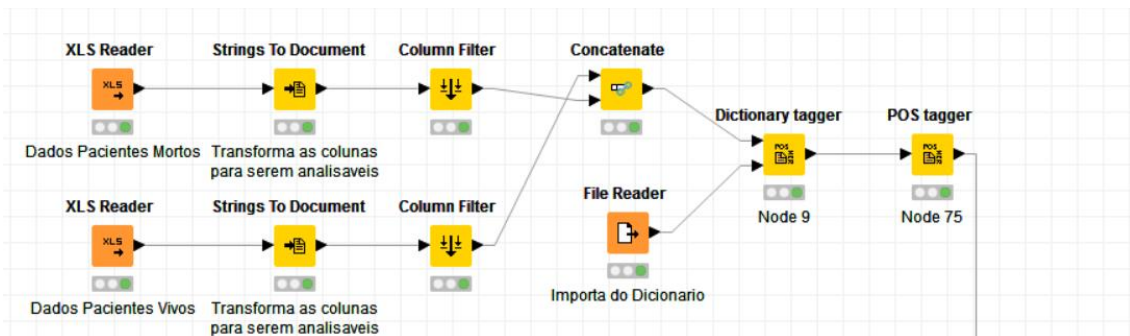 XLS Reader
Strings To Document
Column Filter
Concatenate
XLS
Dictionary tagger
POS tagger
POS
POS
Dados Pacientes Mortos
Transforma as colunas
para serem analisaveis
File Reader
Node 9
Node 75
XLS Reader
Strings To Document
Column Filter
XLS
Importa do Dicionario
Dados Pacientes Vivos
Transforma as colunas
para serem analisaveis